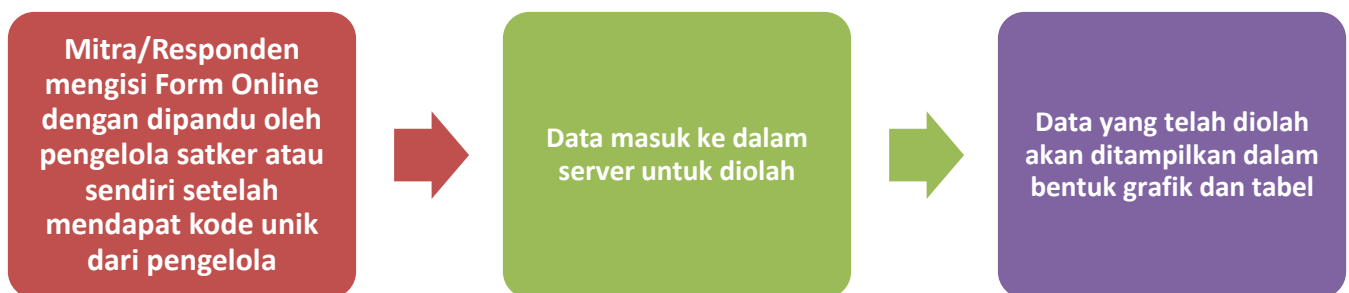 Mitra/Responden
mengisi Form Online
dengan dipandu oleh
pengelola satker atau
sendiri setelah
mendapat kode unik
dari pengelola
Data masuk ke dalam
server untuk diolah
Data yang telah diolah
akan ditampilkan dalam
bentuk grafik dan tabel